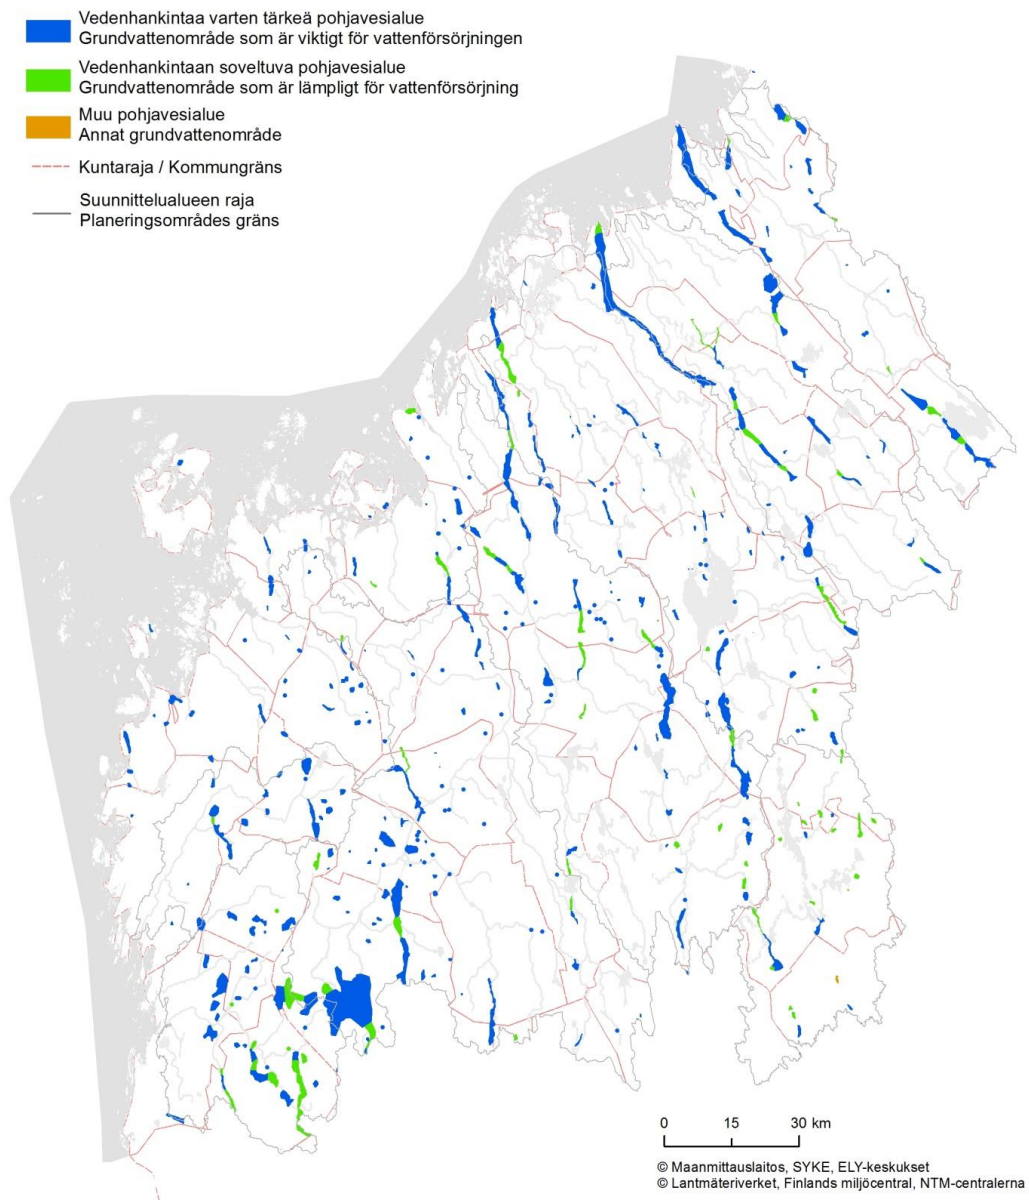 Vedenhankintaa varten tärkeä pohjavesialue
Grundvattenområde som är viktigt för vattenförsörjningen
Vedenhankintaan soveltuva pohjavesialue
Grundvattenområde som är lämpligt för vattenförsörjning
Muu pohjavesialue
Annat grundvattenområde
Kuntaraja / Kommungräns
Suunnittelualueen raja
Planeringsområdes gräns
0 15 30 km
© Maanmittauslaitos, SYKE, ELY-keskukset
© Lantmäteriverket, Finlands miljöcentral, NTM-centralerna